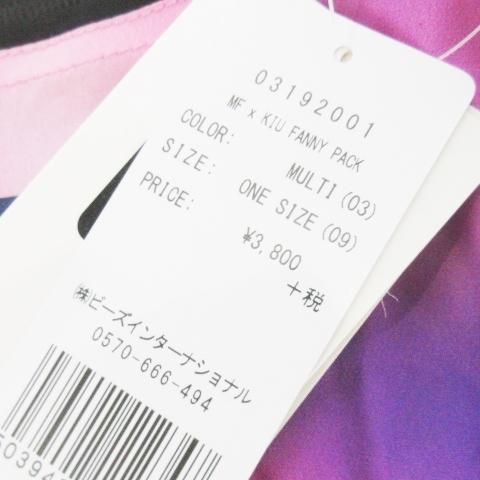 03192001
MF x KIU FANNY PACK
COLOR: MULTI (03)
SIZE: ONE SIZE (09)
PRICE: ¥3,800
+税
㈱ビーズインターナショナル
0570-666-494